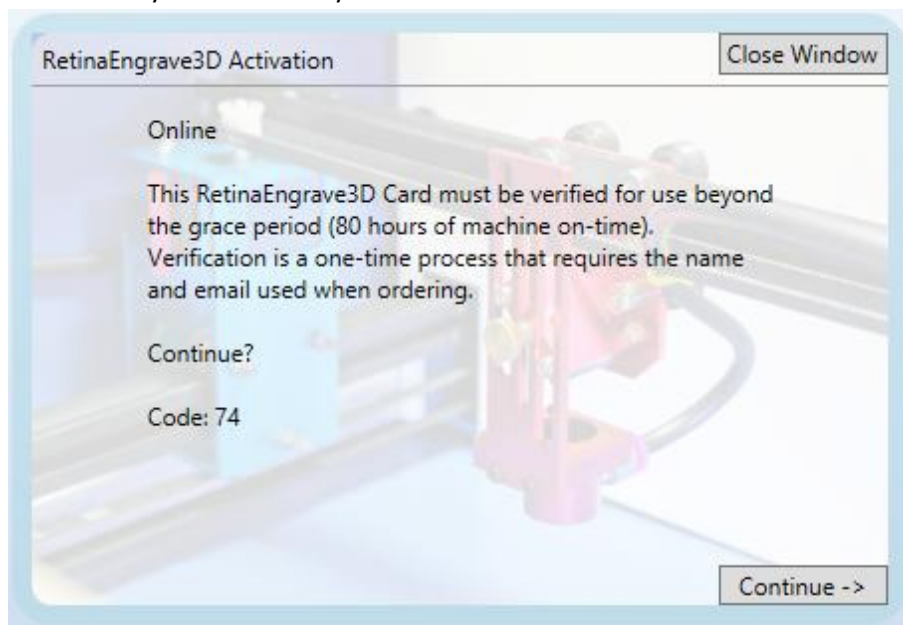 RetinaEngrave3D Activation
Close Window
Online
This RetinaEngrave3D Card must be verified for use beyond
the grace period (80 hours of machine on-time).
Verification is a one-time process that requires the name
and email used when ordering.
Continue?
Code: 74
Continue ->